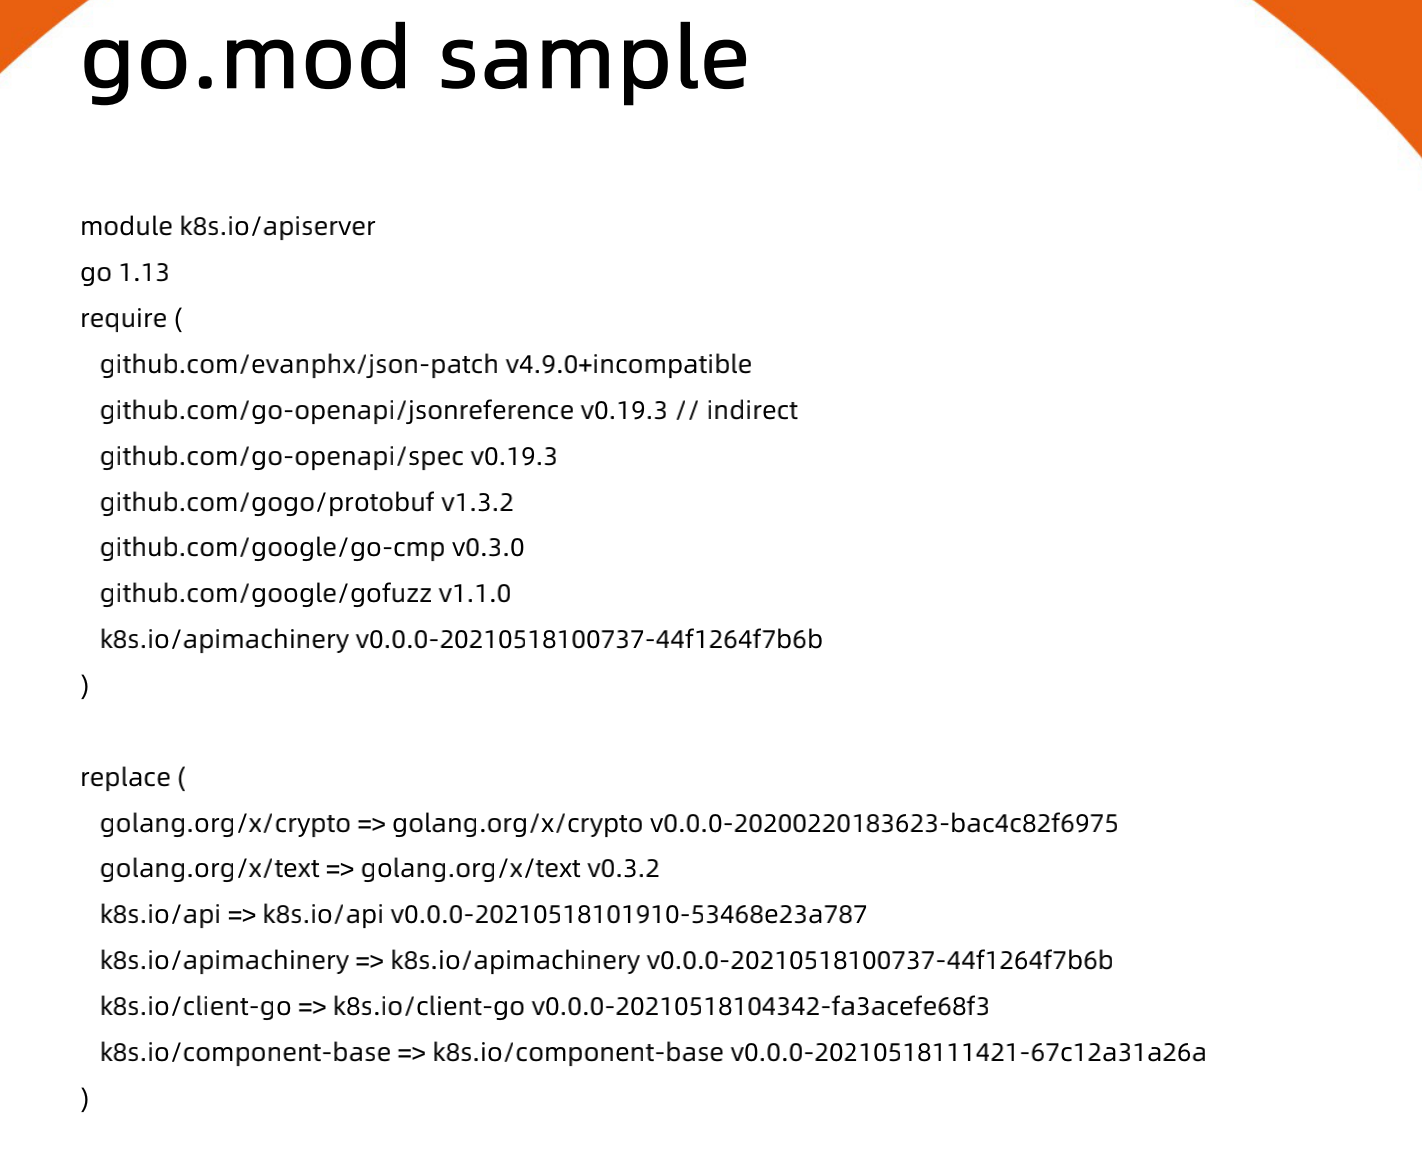 go.mod sample
module k8s.io/apiserver
go 1.13
require (
github.com/evanphx/json-patch v4.9.0+incompatible
github.com/go-openapi/jsonreference v0.19.3 // indirect
github.com/go-openapi/spec v0.19.3
github.com/gogo/protobuf v1.3.2
github.com/google/go-cmp v0.3.0
github.com/google/gofuzz v1.1.0
k8s.io/apimachinery v0.0.0-20210518100737-44f1264f7b6b
)
replace (
golang.org/x/crypto => golang.org/x/crypto v0.0.0-20200220183623-bac4c82f6975
golang.org/x/text => golang.org/x/text v0.3.2
k8s.io/api => k8s.io/api v0.0.0-20210518101910-53468e23a787
k8s.io/apimachinery => k8s.io/apimachinery v0.0.0-20210518100737-44f1264f7b6b
k8s.io/client-go => k8s.io/client-go v0.0.0-20210518104342-fa3acefe68f3
k8s.io/component-base => k8s.io/component-base v0.0.0-20210518111421-67c12a31a26a
)